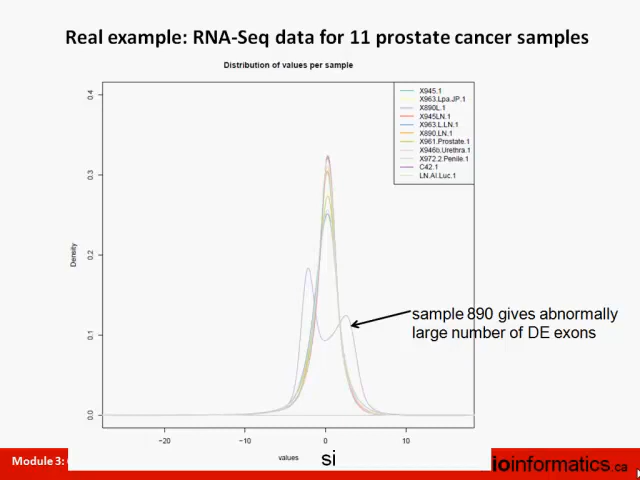 Real example: RNA-Seq data for 11 prostate cancer samples
Distribution of values per sample
X945.1
X963.Lpa.JP.1
X890L.1
X945LN.1
X963.L.LN.1
X890.LN.1
X961.Prostate.1
X946b.Urethra.1
X972.2.Penile.1
C42.1
LN.AI.Luc.1
0.4
0.3
0.2
0.1
0.0
Density
sample 890 gives abnormally
large number of DE exons
-20
-10
0
10
values
si
Module 3:
ioinformatics.ca